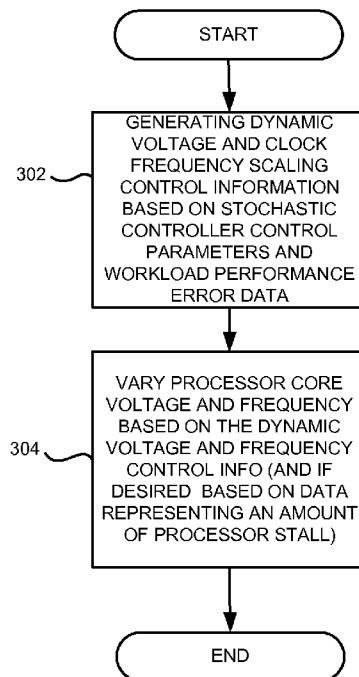 START
GENERATING DYNAMIC
VOLTAGE AND CLOCK
FREQUENCY SCALING
CONTROL INFORMATION
BASED ON STOCHASTIC
CONTROLLER CONTROL
PARAMETERS AND
WORKLOAD PERFORMANCE
ERROR DATA
302
VARY PROCESSOR CORE
VOLTAGE AND FREQUENCY
BASED ON THE DYNAMIC
VOLTAGE AND FREQUENCY
CONTROL INFO (AND IF
DESIRED BASED ON DATA
REPRESENTING AN AMOUNT
OF PROCESSOR STALL)
304
END